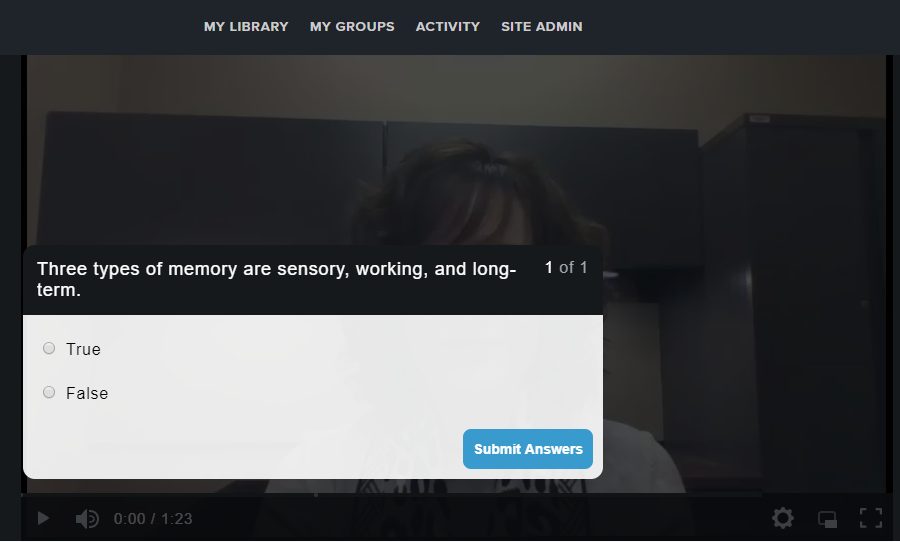 MY LIBRARY MY GROUPS ACTIVITY SITE ADMIN
Three types of memory are sensory, working, and long-
term.
1 of 1
True
False
Submit Answers
0:00 / 1:23